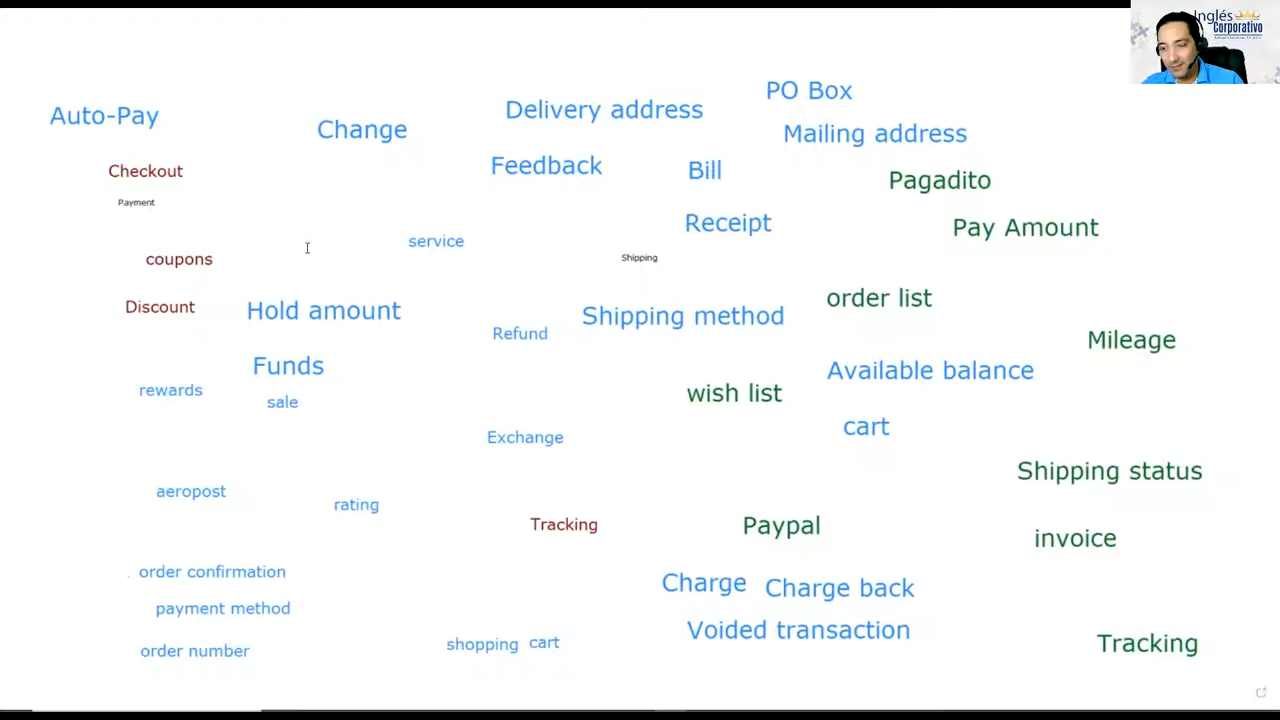 Inglés
Corporativo
PO Box
Auto-Pay
Delivery address
Change
Mailing address
Feedback
Bill
Checkout
Pagadito
Payment
Receipt
Pay Amount
service
coupons
Shipping
order list
Discount
Hold amount
Shipping method
Refund
Mileage
Funds
Available balance
rewards
wish list
sale
cart
Exchange
Shipping status
aeropost
rating
Tracking
Paypal
invoice
order confirmation
Charge
Charge back
payment method
Voided transaction
order number
shopping cart
Tracking